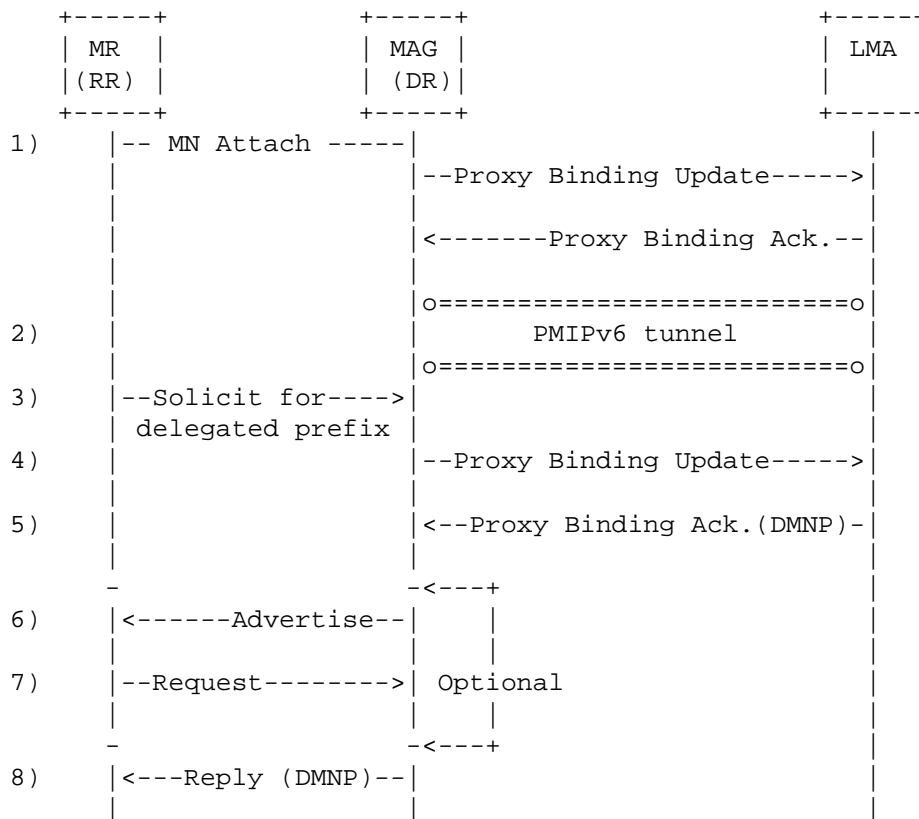 MR MAG LMA
(RR) (DR)
1) MN Attach
Proxy Binding Update
Proxy Binding Ack.
2) PMIPv6 tunnel
3) Solicit for
delegated prefix
4) Proxy Binding Update
5) Proxy Binding Ack.(DMNP)
6) Advertise
7) Request Optional
8) Reply (DMNP)